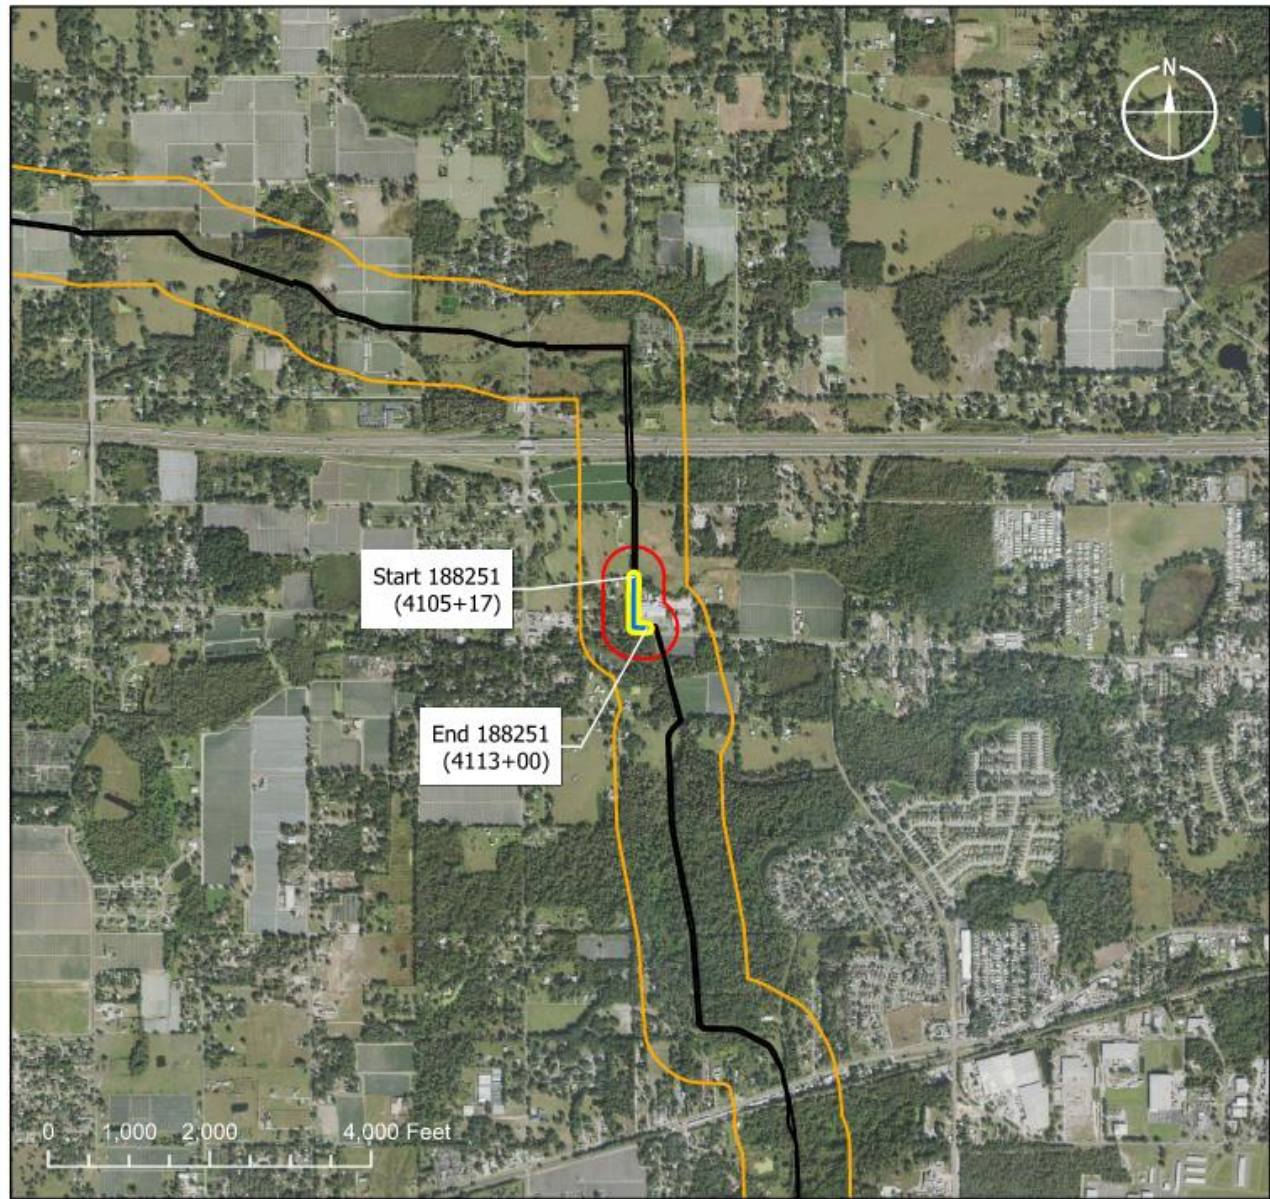 N
Start 188251
(4105+17)
End 188251
(4113+00)
0 1,000 2,000 4,000 Feet